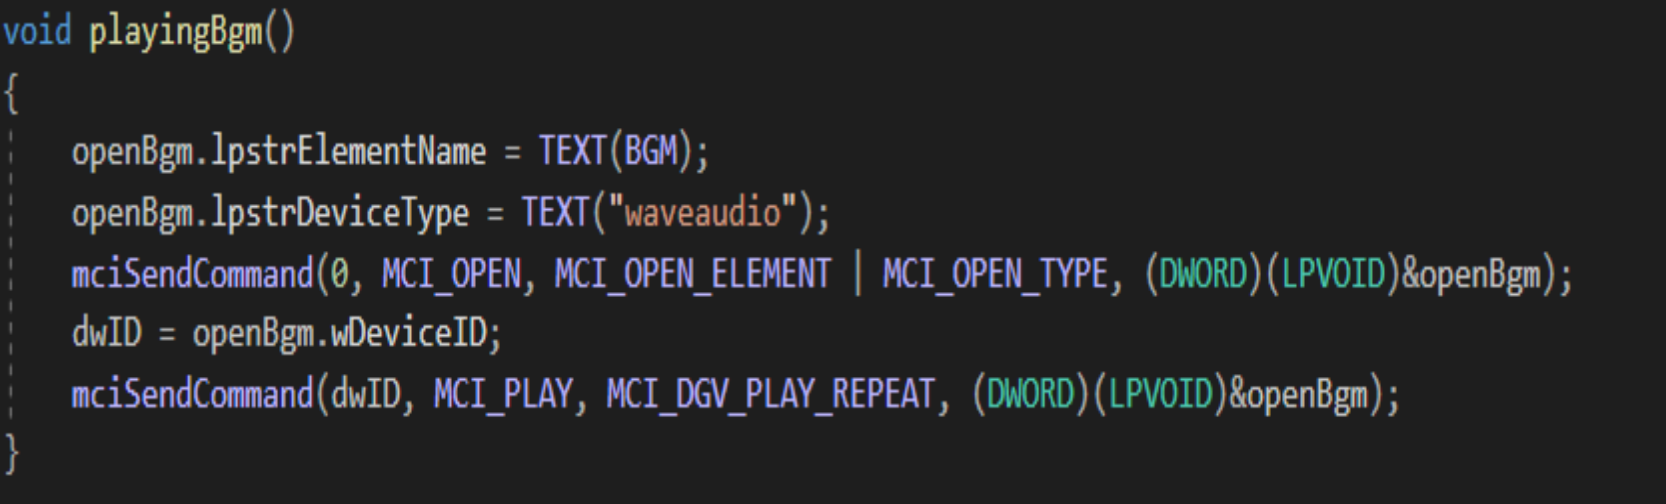 void playingBgm()
{
openBgm.lpstrElementName = TEXT(BGM);
openBgm.lpstrDeviceType = TEXT("waveaudio");
mciSendCommand(0, MCI_OPEN, MCI_OPEN_ELEMENT | MCI_OPEN_TYPE, (DWORD)(LPVOID)&openBgm);
dwID = openBgm.wDeviceID;
mciSendCommand(dwID, MCI_PLAY, MCI_DGV_PLAY_REPEAT, (DWORD)(LPVOID)&openBgm);
}